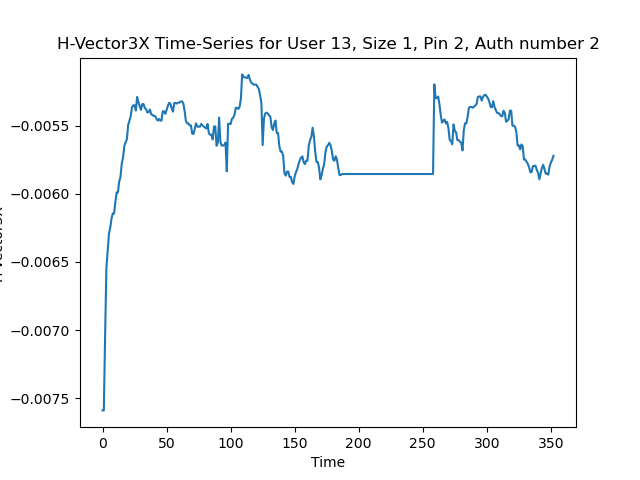 H-Vector3X Time-Series for User 13, Size 1, Pin 2, Auth number 2
−0.0055
−0.0060
−0.0065
−0.0070
−0.0075
0 50 100 150 200 250 300 350
Time